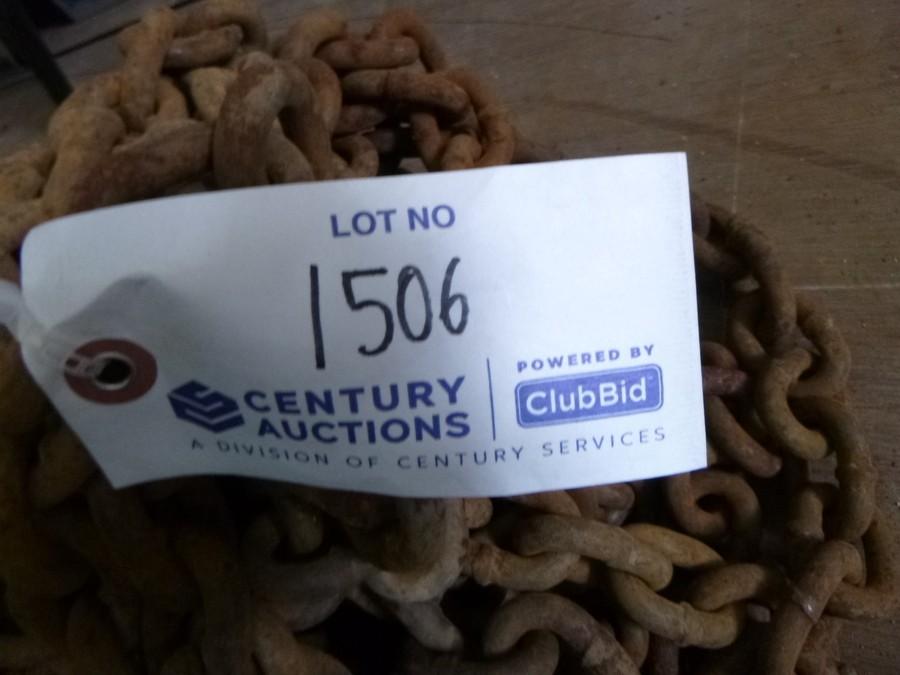 LOT NO
1506
CENTURY
AUCTIONS
A DIVISION OF CENTURY SERVICES
POWERED BY
ClubBid